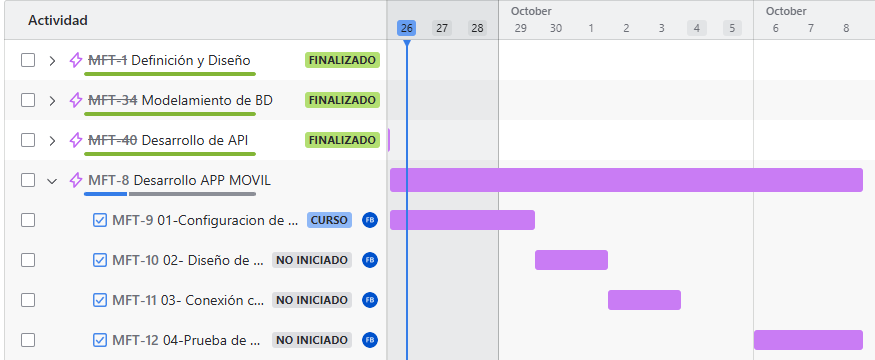 Actividad
October
October
26 27 28 29 30 1 2 3 4 5 6 7 8
MFT-1 Definición y Diseño FINALIZADO
MFT-34 Modelamiento de BD FINALIZADO
MFT-40 Desarrollo de API FINALIZADO
MFT-8 Desarrollo APP MOVIL
MFT-9 01-Configuracion de ... CURSO FB
MFT-10 02- Diseño de ... NO INICIADO FB
MFT-11 03- Conexión c... NO INICIADO FB
MFT-12 04-Prueba de ... NO INICIADO FB